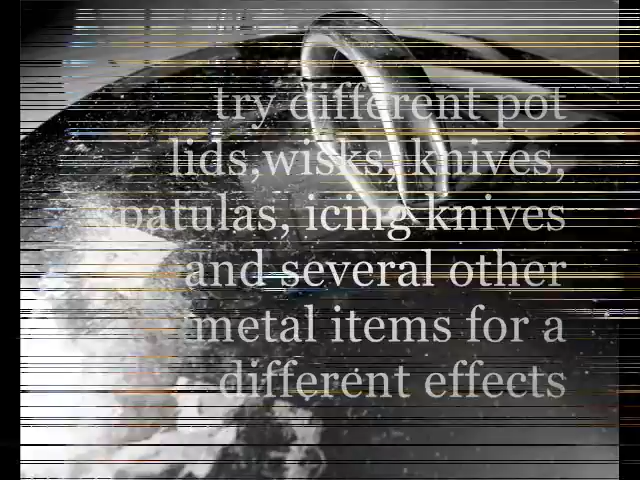 try different pot
lids,wisks, knives,
spatulas, icing knives
and several other
metal items for a
different effects